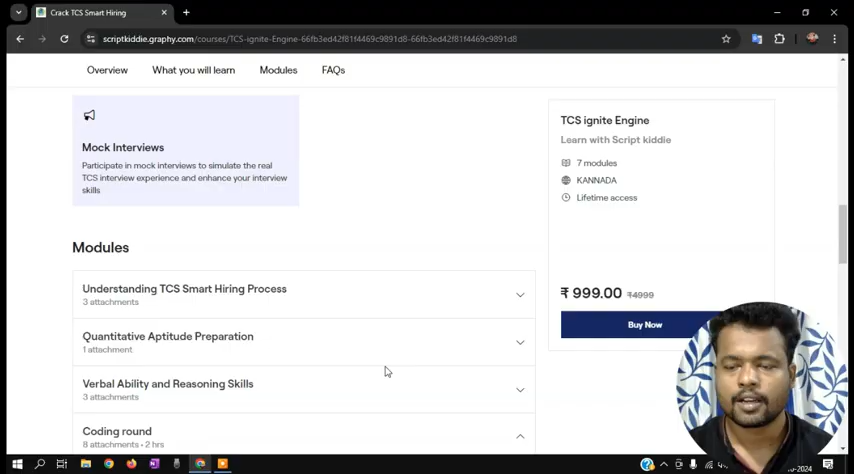 Crack TCS Smart Hiring
scriptkiddie.graphy.com/courses/TCS-ignite-Engine-66fb3ed42f81f4469c9891d8-66fb3ed42f81f4469c9891d8
Overview
What you will learn
Modules
FAQs
Mock Interviews
Participate in mock interviews to simulate the real
TCS interview experience and enhance your interview
skills
TCS ignite Engine
Learn with Script kiddie
7 modules
KANNADA
Lifetime access
₹ 999.00 ₹4999
Buy Now
Modules
Understanding TCS Smart Hiring Process
3 attachments
Quantitative Aptitude Preparation
1 attachment
Verbal Ability and Reasoning Skills
3 attachments
Coding round
8 attachments • 2 hrs